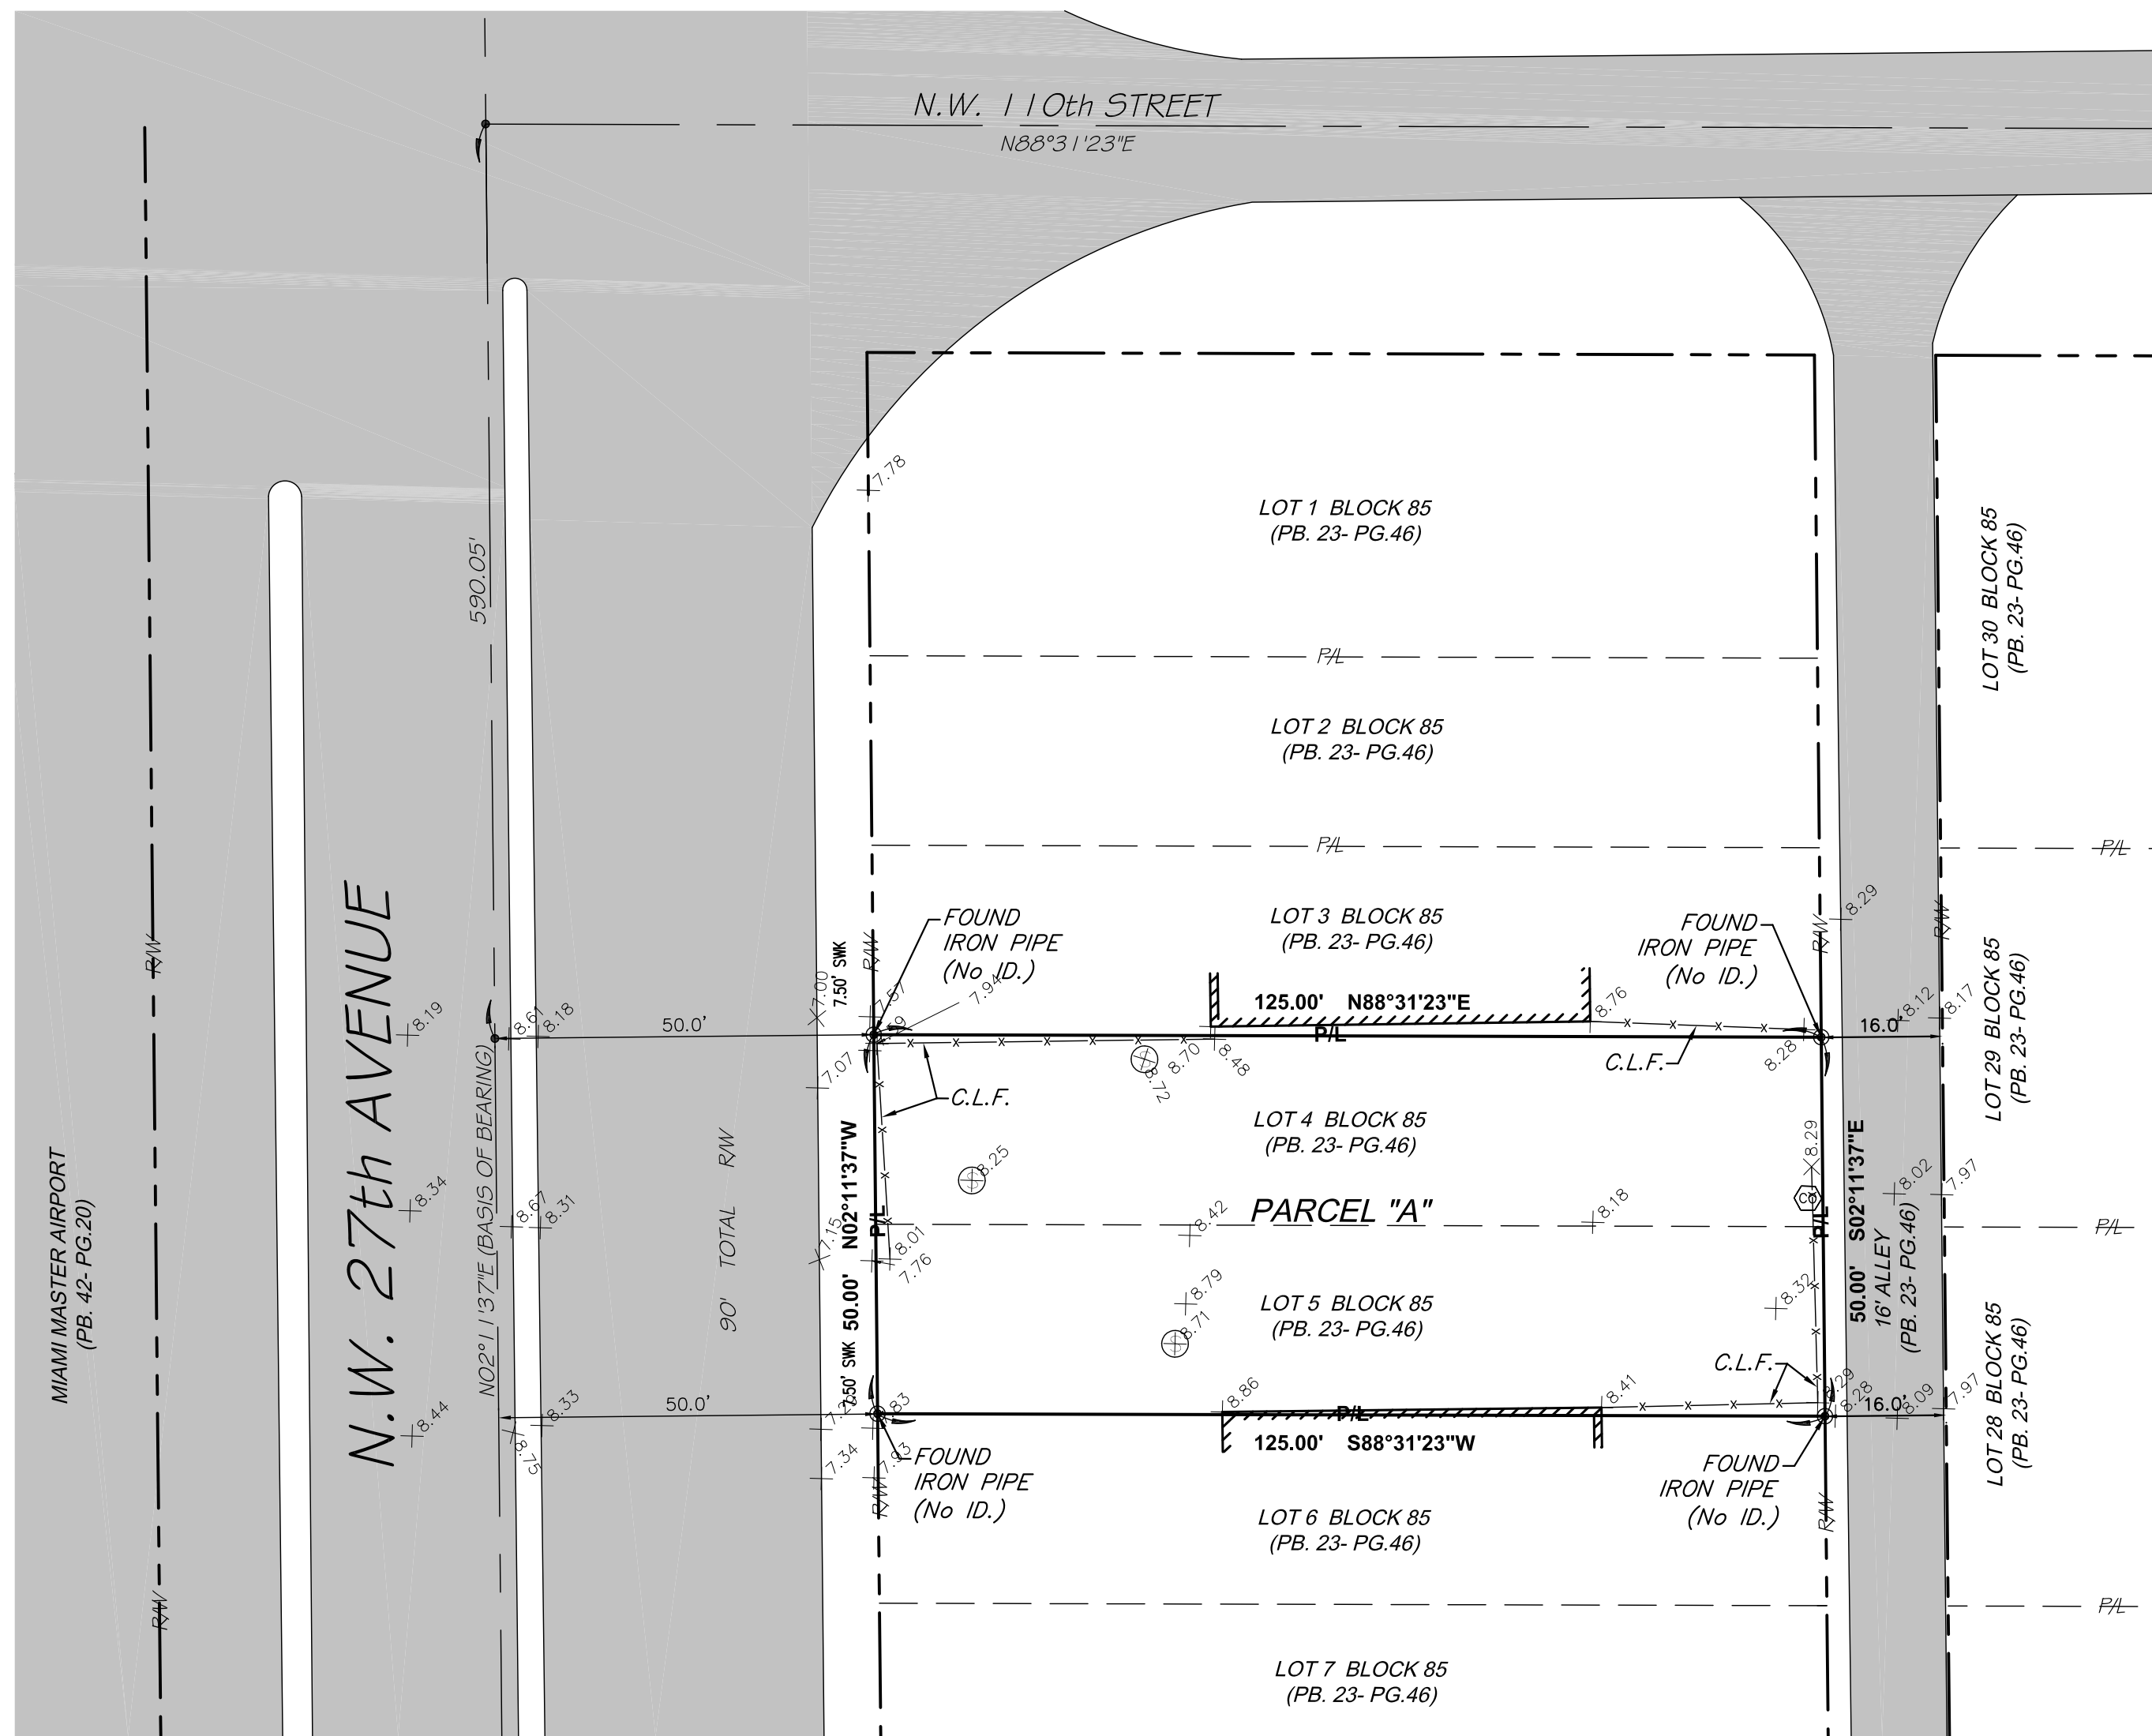 N.W. 110th STREET
N88°31'23"E
590.05'
7.78
LOT 1 BLOCK 85
(PB. 23- PG.46)
LOT 30 BLOCK 85
(PB. 23- PG.46)
P/L
LOT 2 BLOCK 85
(PB. 23- PG.46)
P/L
P/L
N.W. 27th AVENUE
R/W
7.50' SWK
R/W
FOUND
IRON PIPE
(No ID.)
LOT 3 BLOCK 85
(PB. 23- PG.46)
FOUND
IRON PIPE
(No ID.)
R/W
8.29
R/W
LOT 29 BLOCK 85
(PB. 23- PG.46)
7.00
7.57
7.94
125.00' N88°31'23"E
P/L
8.76
8.12
8.17
16.0'
8.19
8.61
8.18
50.0'
7.07
C.L.F.
8.72
8.70
8.48
C.L.F.
8.28
N02°11'37"E (BASIS OF BEARING)
90' TOTAL R/W
MIAMI MASTER AIRPORT
(PB. 42- PG.20)
LOT 4 BLOCK 85
(PB. 23- PG.46)
8.25
N02°11'37"W
P/L
50.00'
8.29
C6
S02°11'37"E
50.00'
P/L
16' ALLEY
(PB. 23- PG.46)
8.02
7.97
8.34
8.67
8.31
7.15
8.01
7.76
8.42
PARCEL "A"
8.18
P/L
8.79
8.71
LOT 5 BLOCK 85
(PB. 23- PG.46)
8.32
C.L.F.
LOT 28 BLOCK 85
(PB. 23- PG.46)
8.44
8.75
8.33
50.0'
7.50' SWK
8.86
P/L
8.41
8.29
8.28
16.0'
8.09
7.97
7.34
7.93
125.00' S88°31'23"W
FOUND
IRON PIPE
(No ID.)
R/W
FOUND
IRON PIPE
(No ID.)
R/W
LOT 6 BLOCK 85
(PB. 23- PG.46)
R/W
P/L
LOT 7 BLOCK 85
(PB. 23- PG.46)